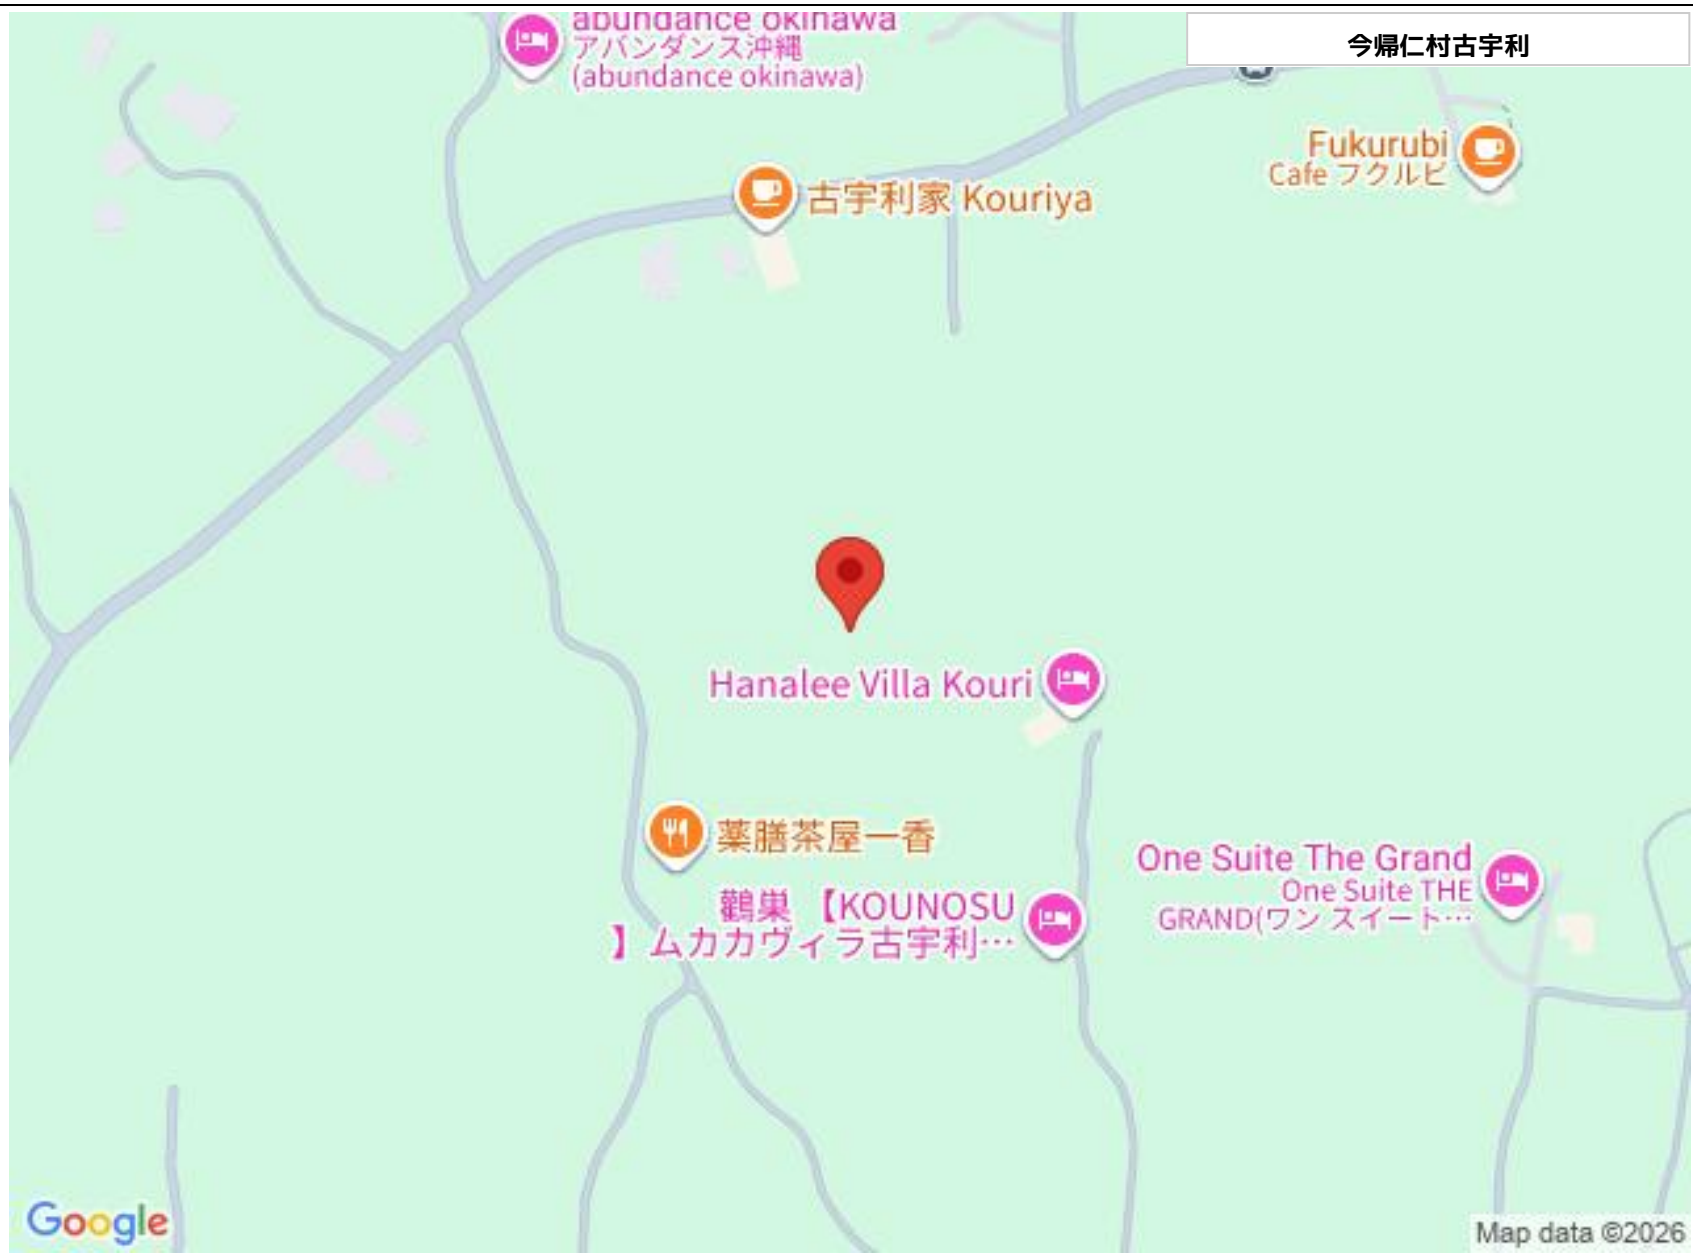 abundance okinawa
アバンダンス沖縄
(abundance okinawa)
今帰仁村古宇利
Fukurubi
Cafe フクルビ
古宇利家 Kouriya
Hanalee Villa Kouri
薬膳茶屋一香
鸛巣 【KOUNOSU
】ムカカヴィラ古宇利…
One Suite The Grand
One Suite THE
GRAND(ワン スイート…
Google
Map data ©2026